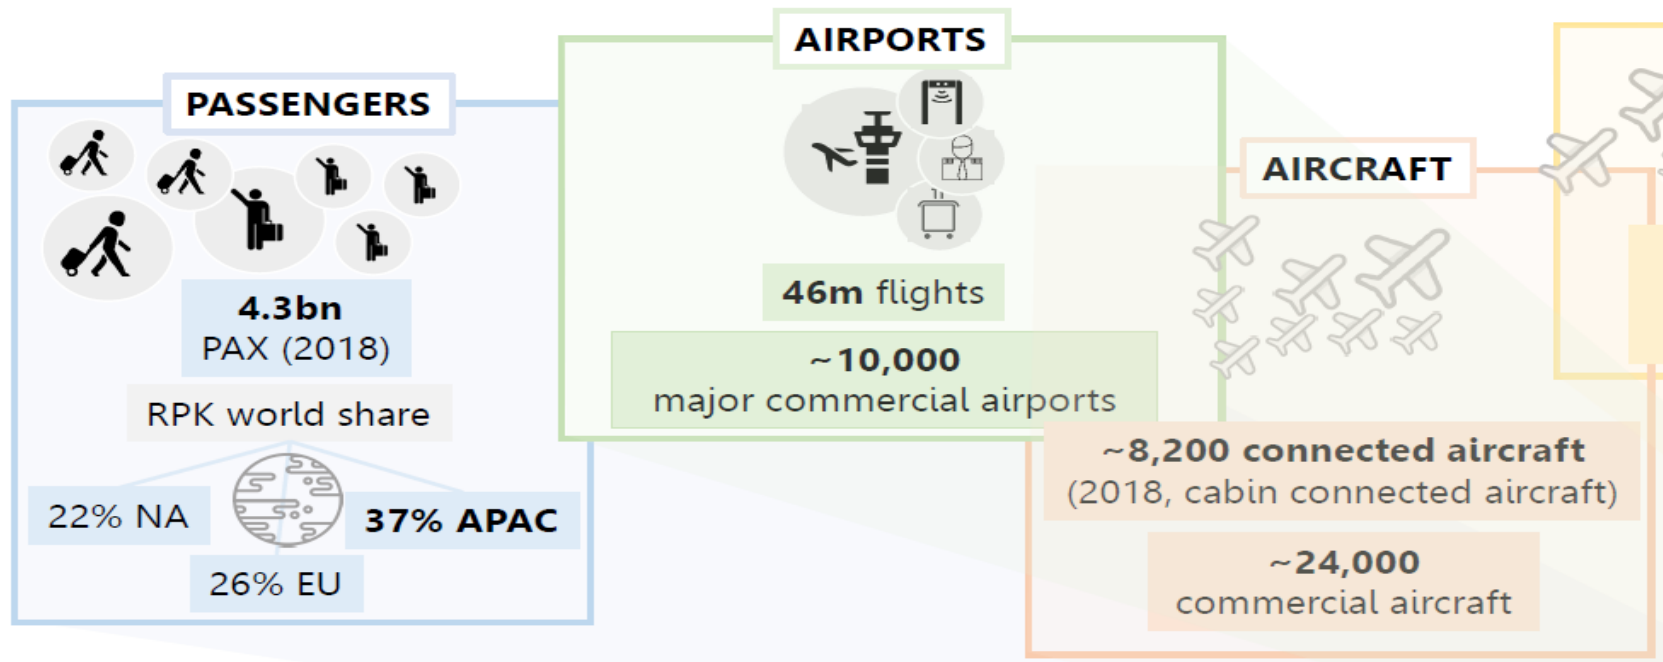 PASSENGERS
4.3bn
PAX (2018)
RPK world share
22% NA
37% APAC
26% EU
AIRPORTS
46m flights
~10,000
major commercial airports
AIRCRAFT
~8,200 connected aircraft
(2018, cabin connected aircraft)
~24,000
commercial aircraft